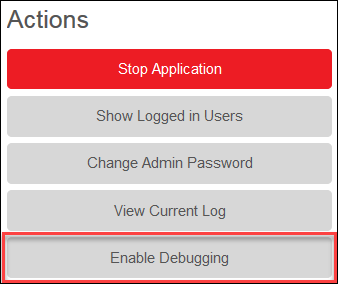 Actions
Stop Application
Show Logged in Users
Change Admin Password
View Current Log
Enable Debugging